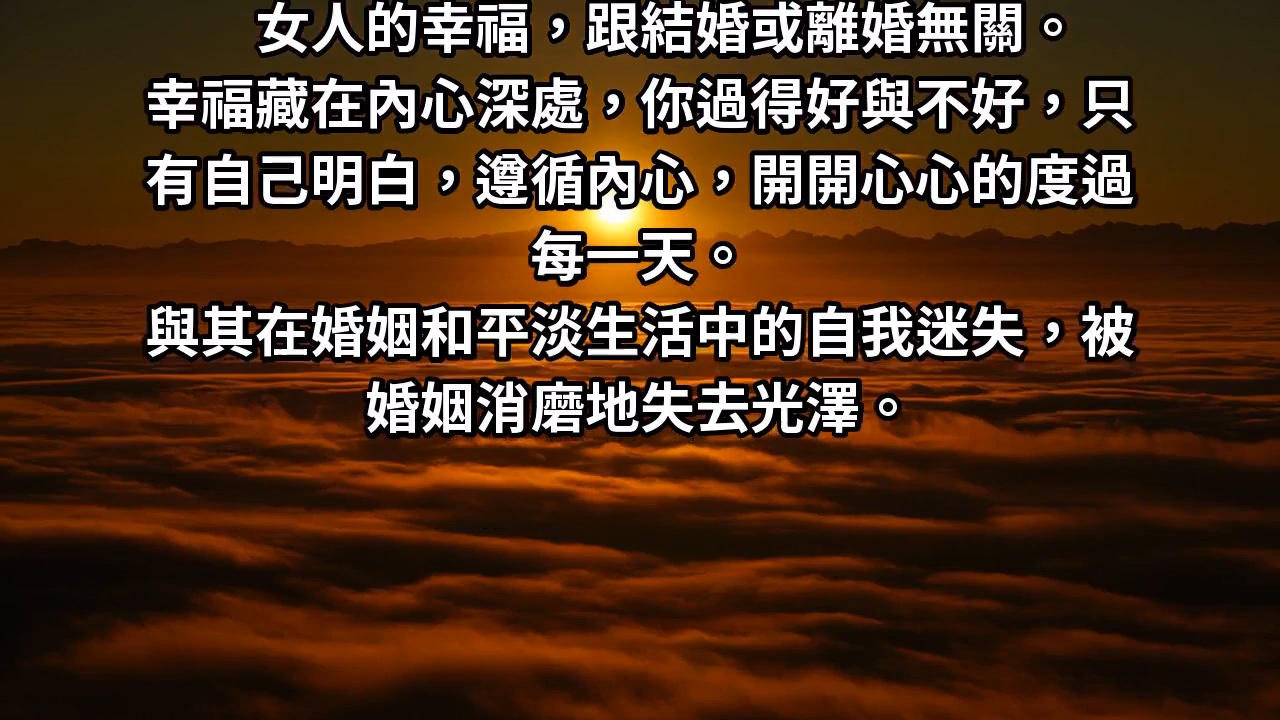 女人的幸福，跟結婚或離婚無關。
幸福藏在內心深處，你過得好與不好，只
有自己明白，遵循內心，開開心心的度過
每一天。
與其在婚姻和平淡生活中的自我迷失，被
婚姻消磨地失去光澤。